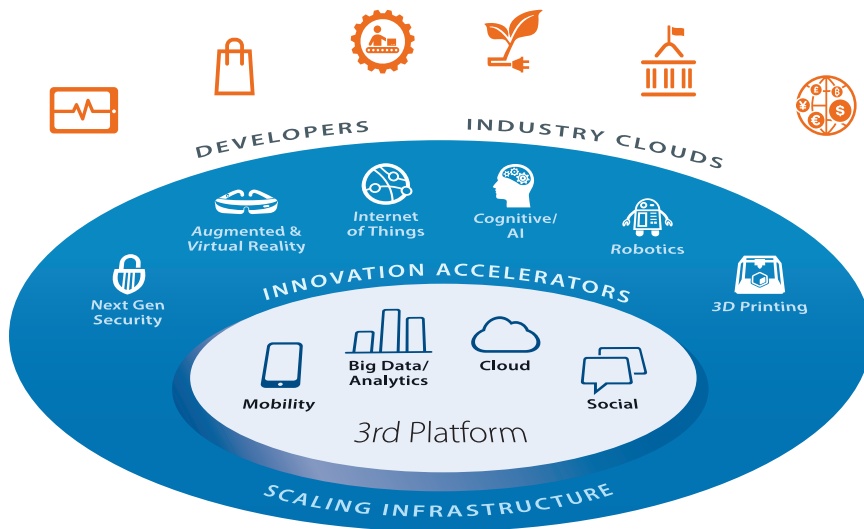 DEVELOPERS
INDUSTRY CLOUDS
Augmented &
Virtual Reality
Internet
of Things
Cognitive/
AI
Robotics
Next Gen
Security
3D Printing
INNOVATION ACCELERATORS
Mobility
Big Data/
Analytics
Cloud
Social
3rd Platform
SCALING INFRASTRUCTURE